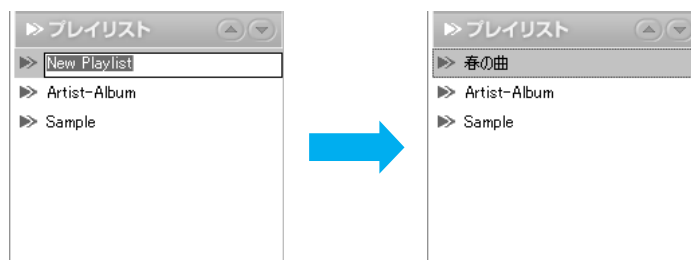 プレイリスト
New Playlist
Artist-Album
Sample
プレイリスト
春の曲
Artist-Album
Sample